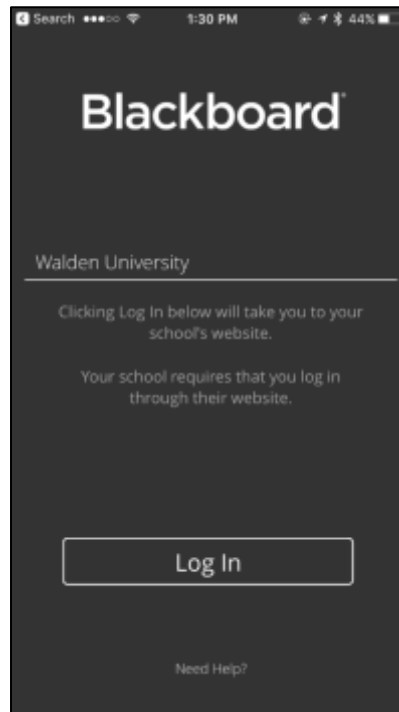 Search 1:30 PM 44%
Blackboard
Walden University
Clicking Log In below will take you to your
school's website.
Your school requires that you log in
through their website.
Log In
Need Help?